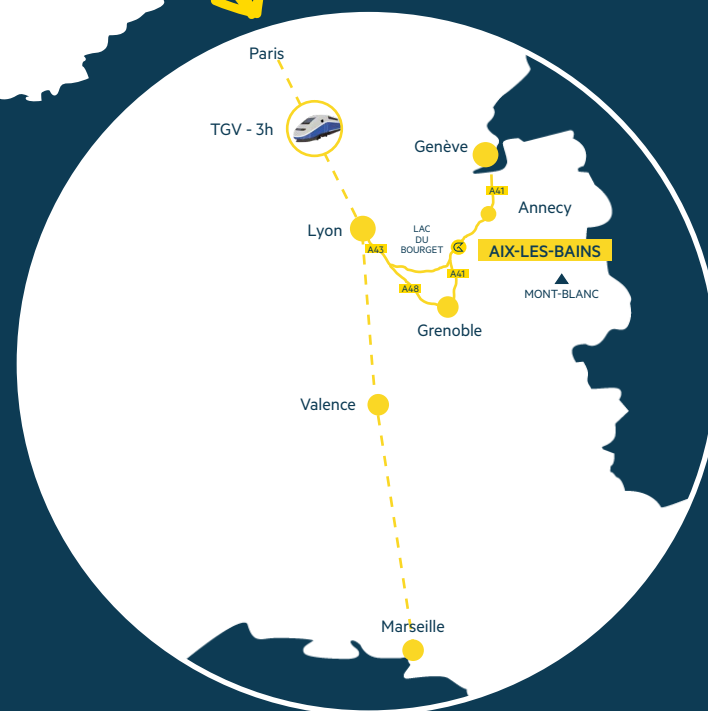 Paris
TGV - 3h
Genève
A41
Annecy
Lyon
A43
LAC
DU
BOURGET
AIX-LES-BAINS
A41
A48
MONT-BLANC
Grenoble
Valence
Marseille